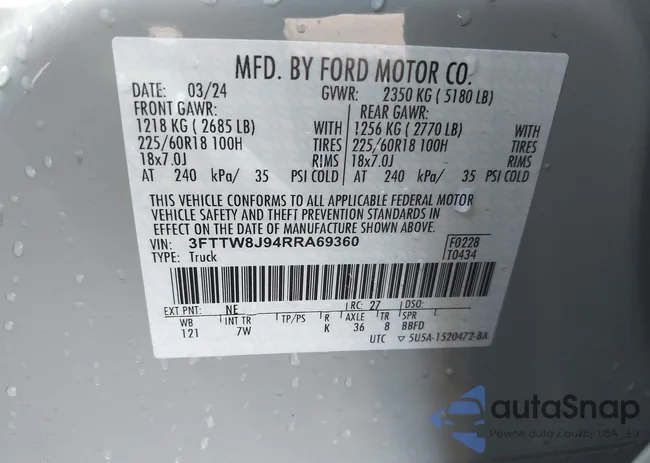 MFD. BY FORD MOTOR CO.
DATE: 03/24 GVWR: 2350 KG ( 5180 LB)
FRONT GAWR: REAR GAWR:
1218 KG ( 2685 LB) WITH 1256 KG ( 2770 LB) WITH
225/60R18 100H TIRES 225/60R18 100H TIRES
18x7.0J RIMS 18x7.0J RIMS
AT 240 kPa/ 35 PSI COLD AT 240 kPa/ 35 PSI COLD
THIS VEHICLE CONFORMS TO ALL APPLICABLE FEDERAL MOTOR
VEHICLE SAFETY AND THEFT PREVENTION STANDARDS IN
EFFECT ON THE DATE OF MANUFACTURE SHOWN ABOVE.
VIN: 3FTTW8J94RRA69360 F0228
TYPE: Truck T0434
EXT PNT: NE RC: 27 DSO:
WB INT TR TP/PS R AXLE TR SPR
121 7W K 36 8 BBFD
UTC ▽ 5U5A-1520472-BA
autoSnap
Pewne auta z aukcji USA - EU